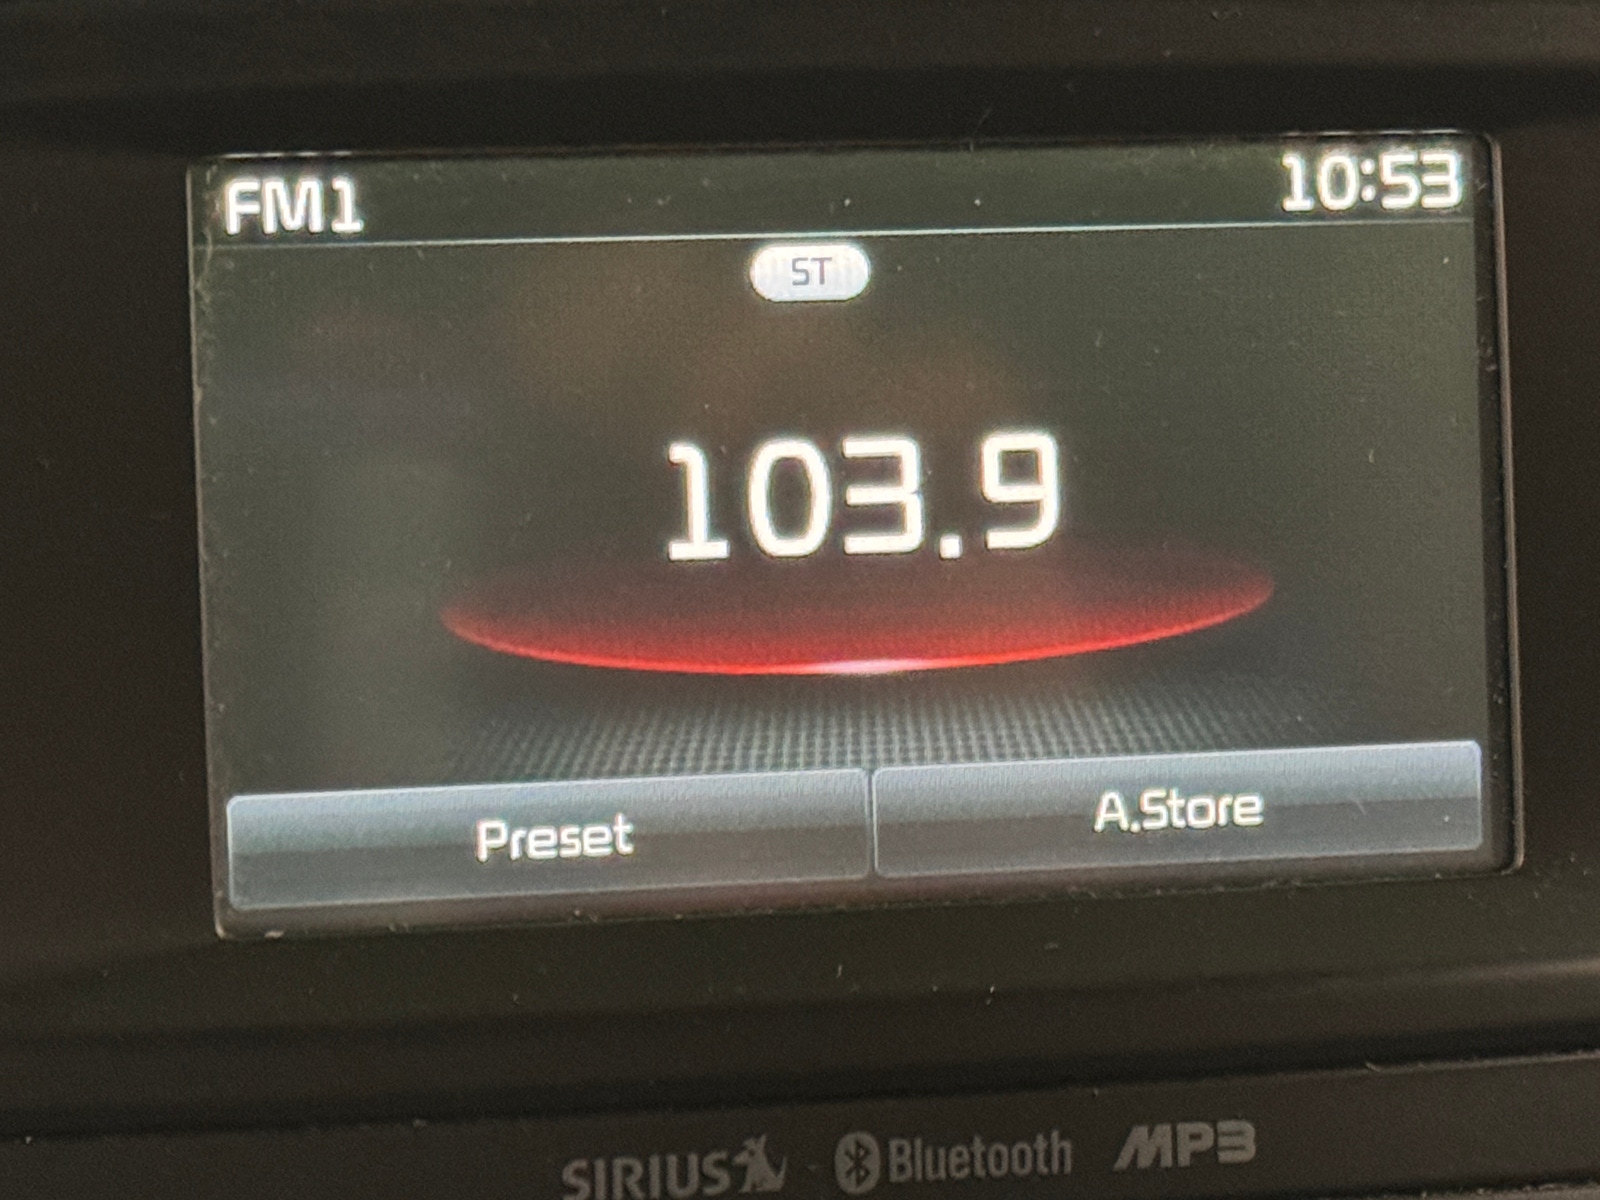 FM1 10:53
ST
103.9
Preset A.Store
SIRIUS Bluetooth MP3